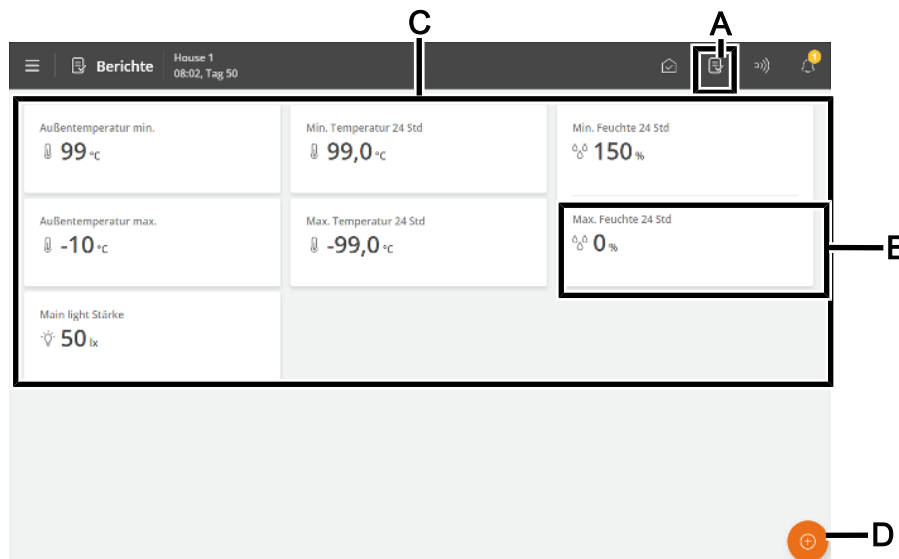 C
A
Berichte
House 1
08:02, Tag 50
1
Außentemperatur min.
99 °C
Min. Temperatur 24 Std
99,0 °C
Min. Feuchte 24 Std
150 %
Außentemperatur max.
-10 °C
Max. Temperatur 24 Std
-99,0 °C
Max. Feuchte 24 Std
0 %
Main light Stärke
50 lx
D